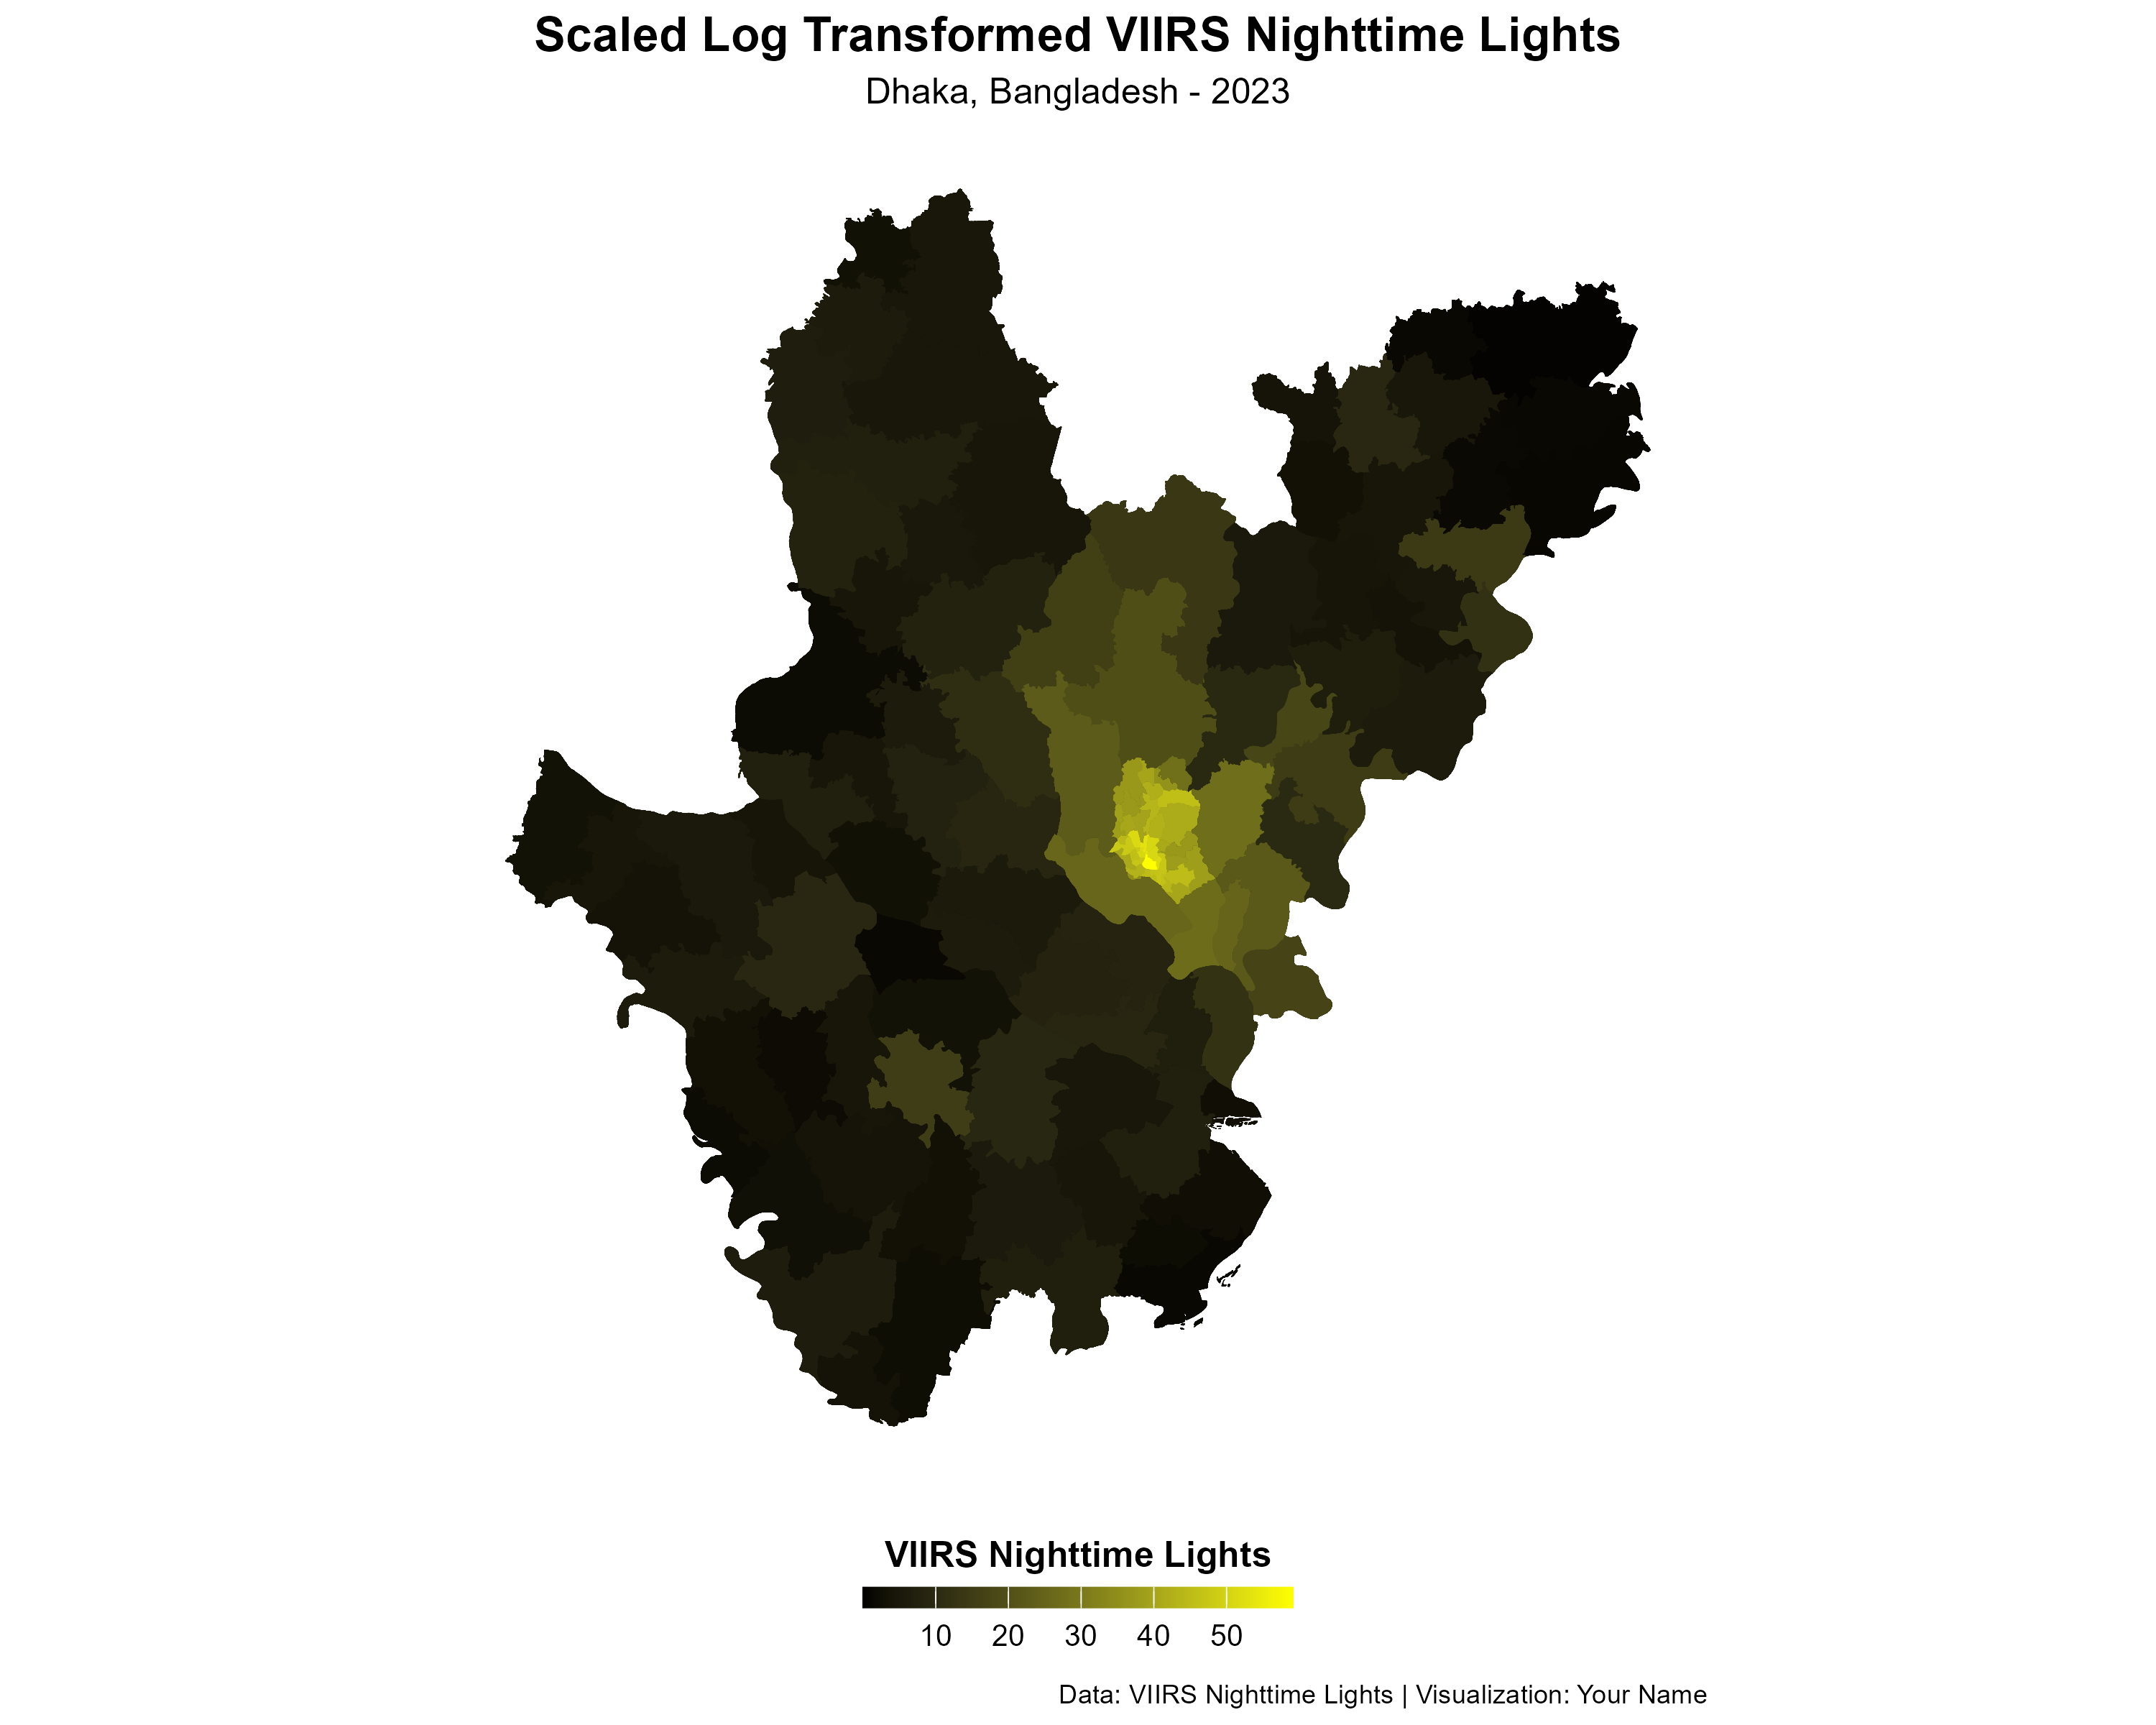 Scaled Log Transformed VIIRS Nighttime Lights
Dhaka, Bangladesh - 2023
VIIRS Nighttime Lights
10 20 30 40 50
Data: VIIRS Nighttime Lights | Visualization: Your Name